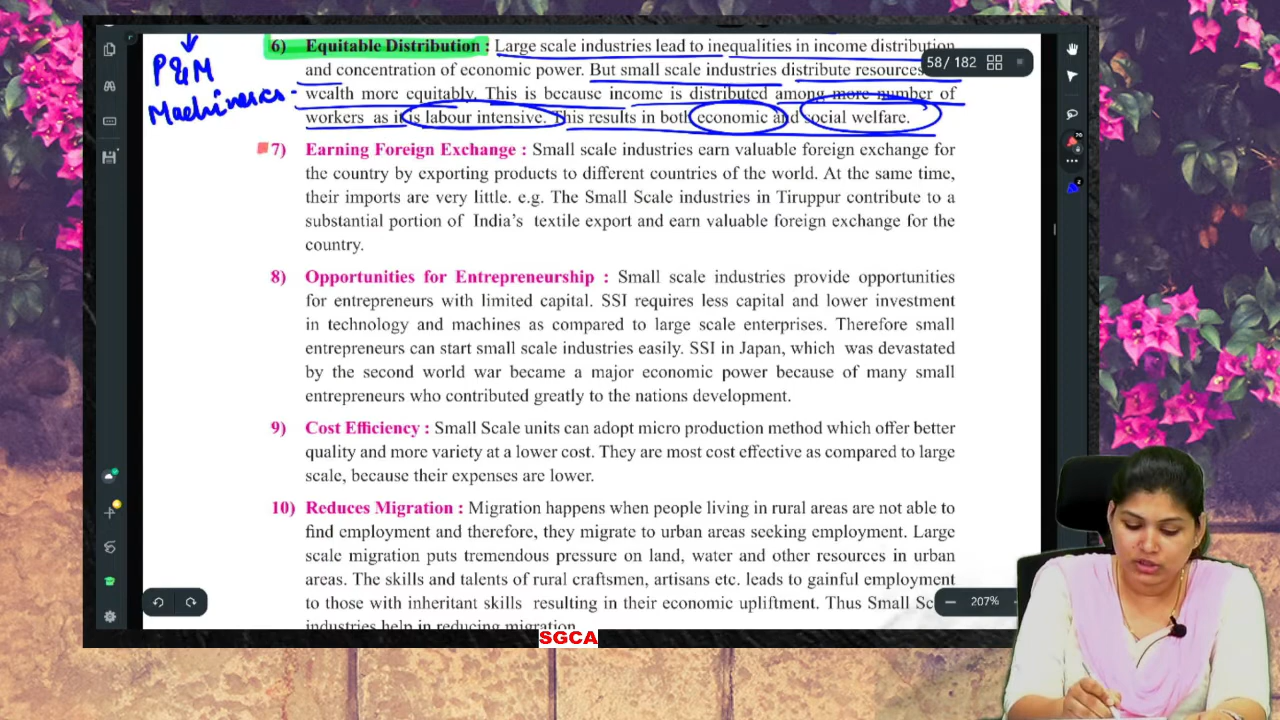 P&M
Machineries
6) Equitable Distribution : Large scale industries lead to inequalities in income distribution
and concentration of economic power. But small scale industries distribute resources
58 / 182
wealth more equitably. This is because income is distributed among more number of
workers as it is labour intensive. This results in both economic and social welfare.
7) Earning Foreign Exchange : Small scale industries earn valuable foreign exchange for
the country by exporting products to different countries of the world. At the same time,
their imports are very little. e.g. The Small Scale industries in Tiruppur contribute to a
substantial portion of India's textile export and earn valuable foreign exchange for the
country.
8) Opportunities for Entrepreneurship : Small scale industries provide opportunities
for entrepreneurs with limited capital. SSI requires less capital and lower investment
in technology and machines as compared to large scale enterprises. Therefore small
entrepreneurs can start small scale industries easily. SSI in Japan, which was devastated
by the second world war became a major economic power because of many small
entrepreneurs who contributed greatly to the nations development.
9) Cost Efficiency : Small Scale units can adopt micro production method which offer better
quality and more variety at a lower cost. They are most cost effective as compared to large
scale, because their expenses are lower.
10) Reduces Migration : Migration happens when people living in rural areas are not able to
find employment and therefore, they migrate to urban areas seeking employment. Large
scale migration puts tremendous pressure on land, water and other resources in urban
areas. The skills and talents of rural craftsmen, artisans etc. leads to gainful employment
to those with inheritant skills resulting in their economic upliftment. Thus Small Sc
207%
industries help in reducing migration
SGCA